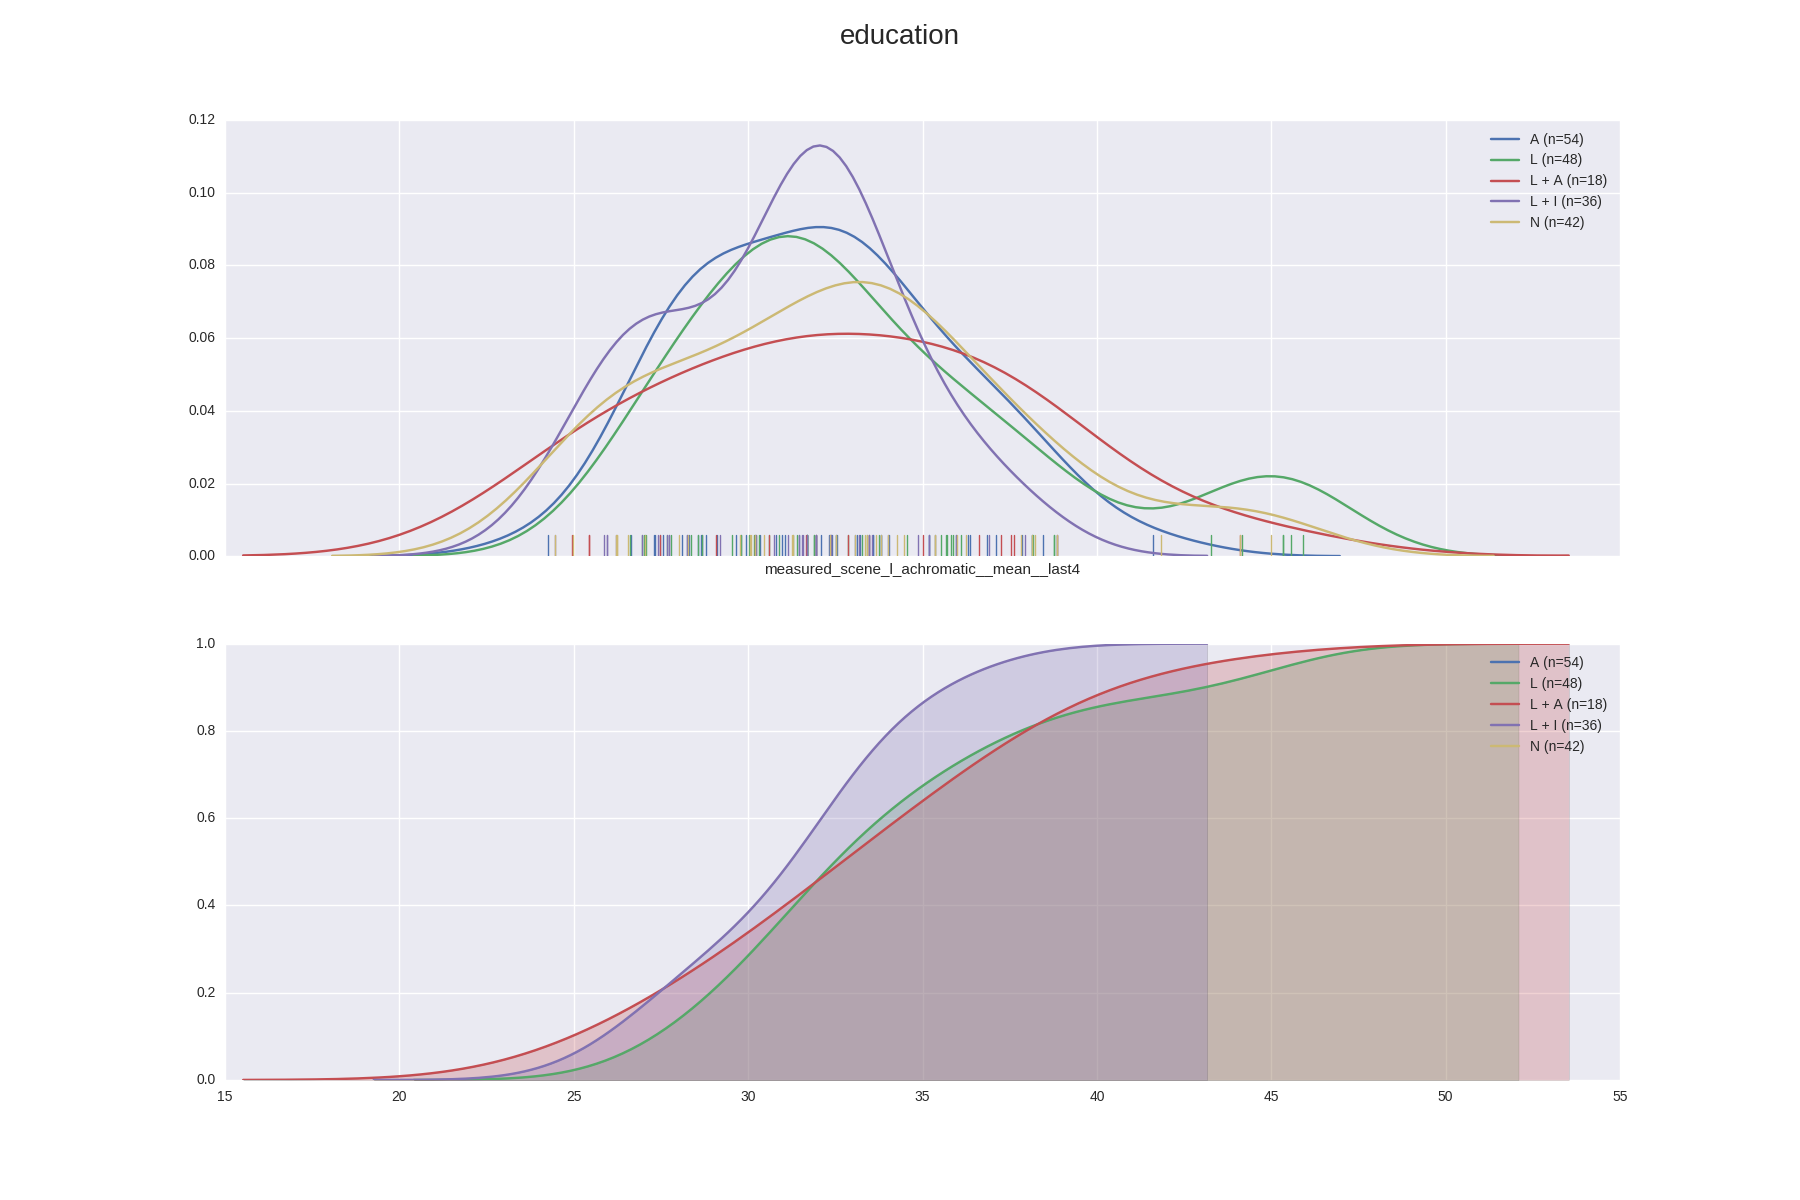 education
0.12
0.10
0.08
0.06
0.04
0.02
0.00
A (n=54)
L (n=48)
L + A (n=18)
L + I (n=36)
N (n=42)
measured_scene_l_achromatic__mean__last4
1.0
0.8
0.6
0.4
0.2
0.0
A (n=54)
L (n=48)
L + A (n=18)
L + I (n=36)
N (n=42)
15 20 25 30 35 40 45 50 55